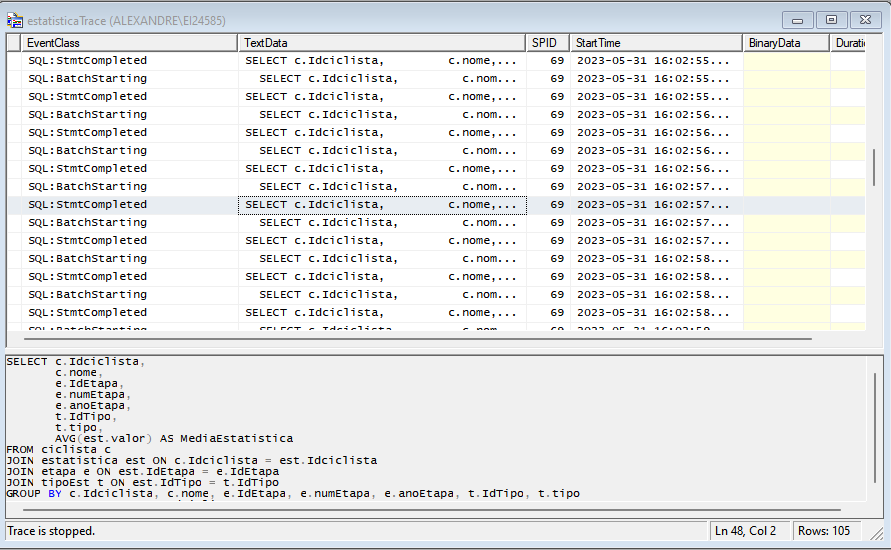 estatisticaTrace (ALEXANDRE\EI24585)
EventClass TextData SPID StartTime BinaryData Durati
SQL:StmtCompleted SELECT c.Idciclista, c.nome,... 69 2023-05-31 16:02:55...
SQL:BatchStarting SELECT c.Idciclista, c.nom... 69 2023-05-31 16:02:55...
SQL:StmtCompleted SELECT c.Idciclista, c.nome,... 69 2023-05-31 16:02:55...
SQL:BatchStarting SELECT c.Idciclista, c.nom... 69 2023-05-31 16:02:56...
SQL:StmtCompleted SELECT c.Idciclista, c.nome,... 69 2023-05-31 16:02:56...
SQL:BatchStarting SELECT c.Idciclista, c.nom... 69 2023-05-31 16:02:56...
SQL:StmtCompleted SELECT c.Idciclista, c.nome,... 69 2023-05-31 16:02:56...
SQL:BatchStarting SELECT c.Idciclista, c.nom... 69 2023-05-31 16:02:57...
SQL:StmtCompleted SELECT c.Idciclista, c.nome,... 69 2023-05-31 16:02:57...
SQL:BatchStarting SELECT c.Idciclista, c.nom... 69 2023-05-31 16:02:57...
SQL:StmtCompleted SELECT c.Idciclista, c.nome,... 69 2023-05-31 16:02:57...
SQL:BatchStarting SELECT c.Idciclista, c.nom... 69 2023-05-31 16:02:58...
SQL:StmtCompleted SELECT c.Idciclista, c.nome,... 69 2023-05-31 16:02:58...
SQL:BatchStarting SELECT c.Idciclista, c.nom... 69 2023-05-31 16:02:58...
SQL:StmtCompleted SELECT c.Idciclista, c.nome,... 69 2023-05-31 16:02:58...
SQL:BatchStarting SELECT c.Idciclista, c.nom... 69
SELECT c.Idciclista,
c.nome,
e.IdEtapa,
e.numEtapa,
e.anoEtapa,
t.IdTipo,
t.tipo,
AVG(est.valor) AS MediaEstatistica
FROM ciclista c
JOIN estatistica est ON c.Idciclista = est.Idciclista
JOIN etapa e ON est.IdEtapa = e.IdEtapa
JOIN tipoEst t ON est.IdTipo = t.IdTipo
GROUP BY c.Idciclista, c.nome, e.IdEtapa, e.numEtapa, e.anoEtapa, t.IdTipo, t.tipo
Trace is stopped. Ln 48, Col 2 Rows: 105